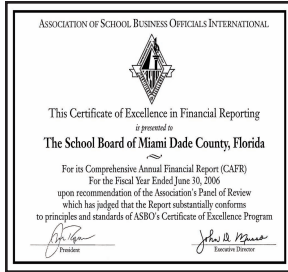 ASSOCIATION OF SCHOOL BUSINESS OFFICIALS INTERNATIONAL
This Certificate of Excellence in Financial Reporting
is presented to
The School Board of Miami Dade County, Florida
For its Comprehensive Annual Financial Report (CAFR)
For the Fiscal Year Ended June 30, 2006
upon recommendation of the Association's Panel of Review
which has judged that the Report substantially conforms
to principles and standards of ASBO's Certificate of Excellence Program
President
John D. Musso
Executive Director